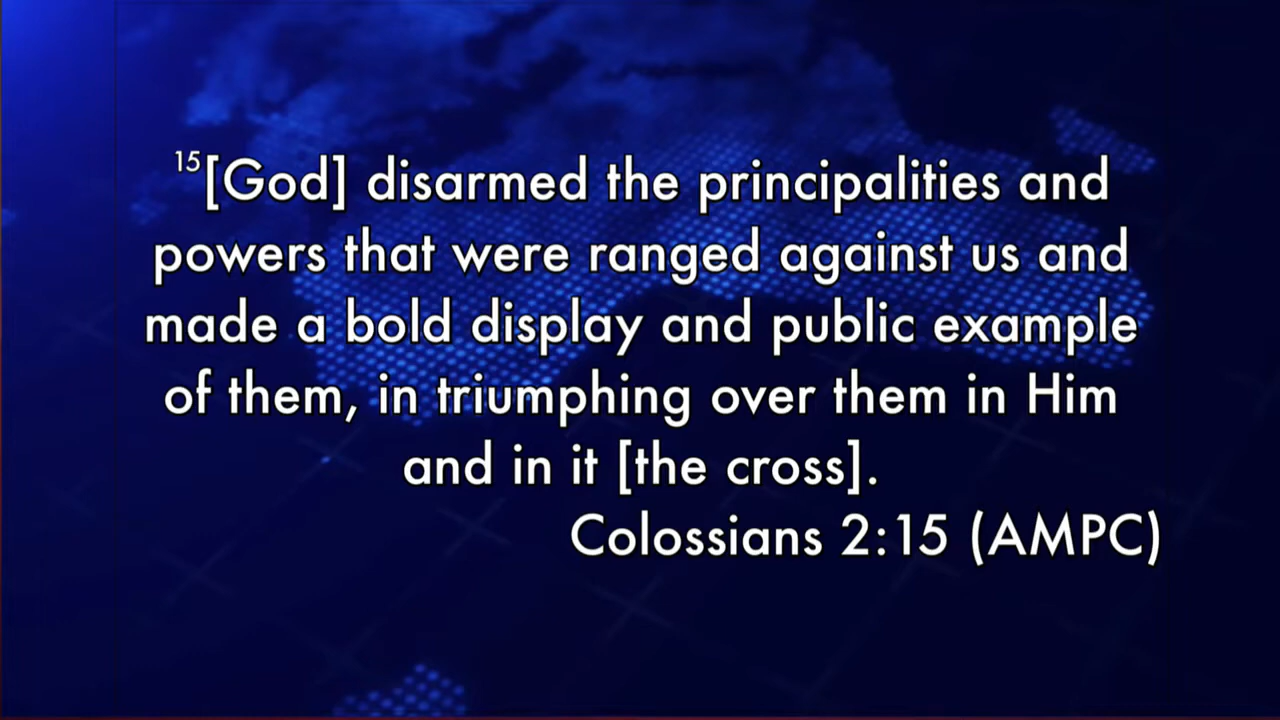 15[God] disarmed the principalities and
powers that were ranged against us and
made a bold display and public example
of them, in triumphing over them in Him
and in it [the cross].
Colossians 2:15 (AMPC)